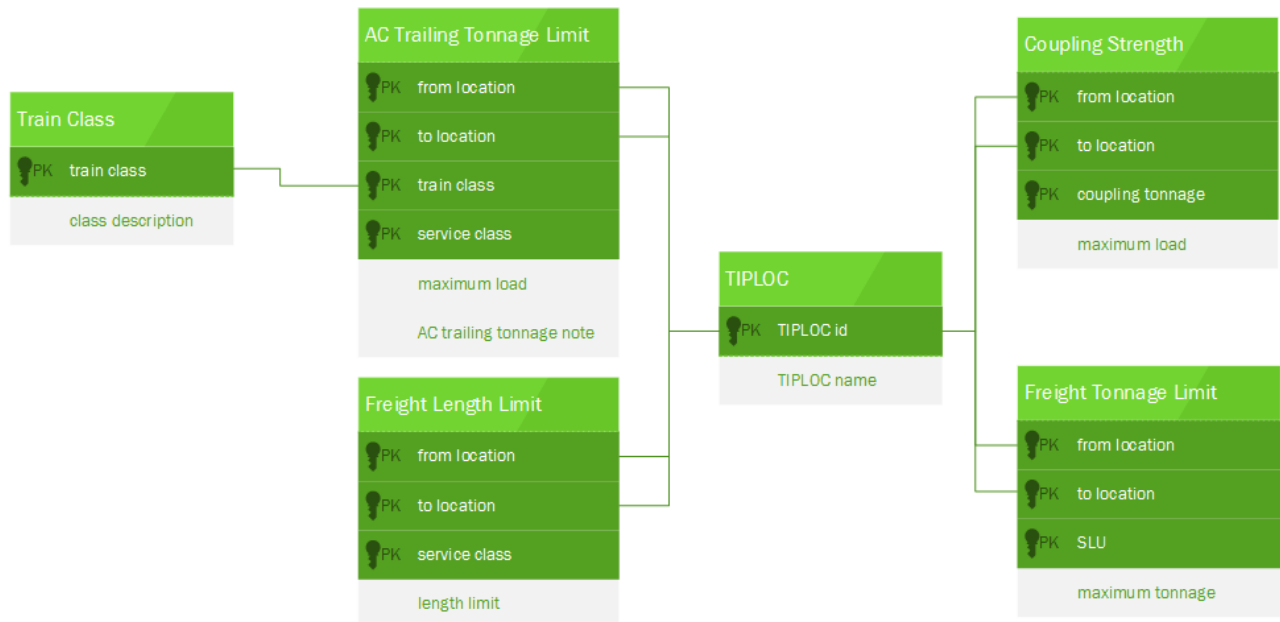 Train Class
PK train class
class description
AC Trailing Tonnage Limit
PK from location
PK to location
PK train class
PK service class
maximum load
AC trailing tonnage note
Freight Length Limit
PK from location
PK to location
PK service class
length limit
TIPLOC
PK TIPLOC id
TIPLOC name
Coupling Strength
PK from location
PK to location
PK coupling tonnage
maximum load
Freight Tonnage Limit
PK from location
PK to location
PK SLU
maximum tonnage